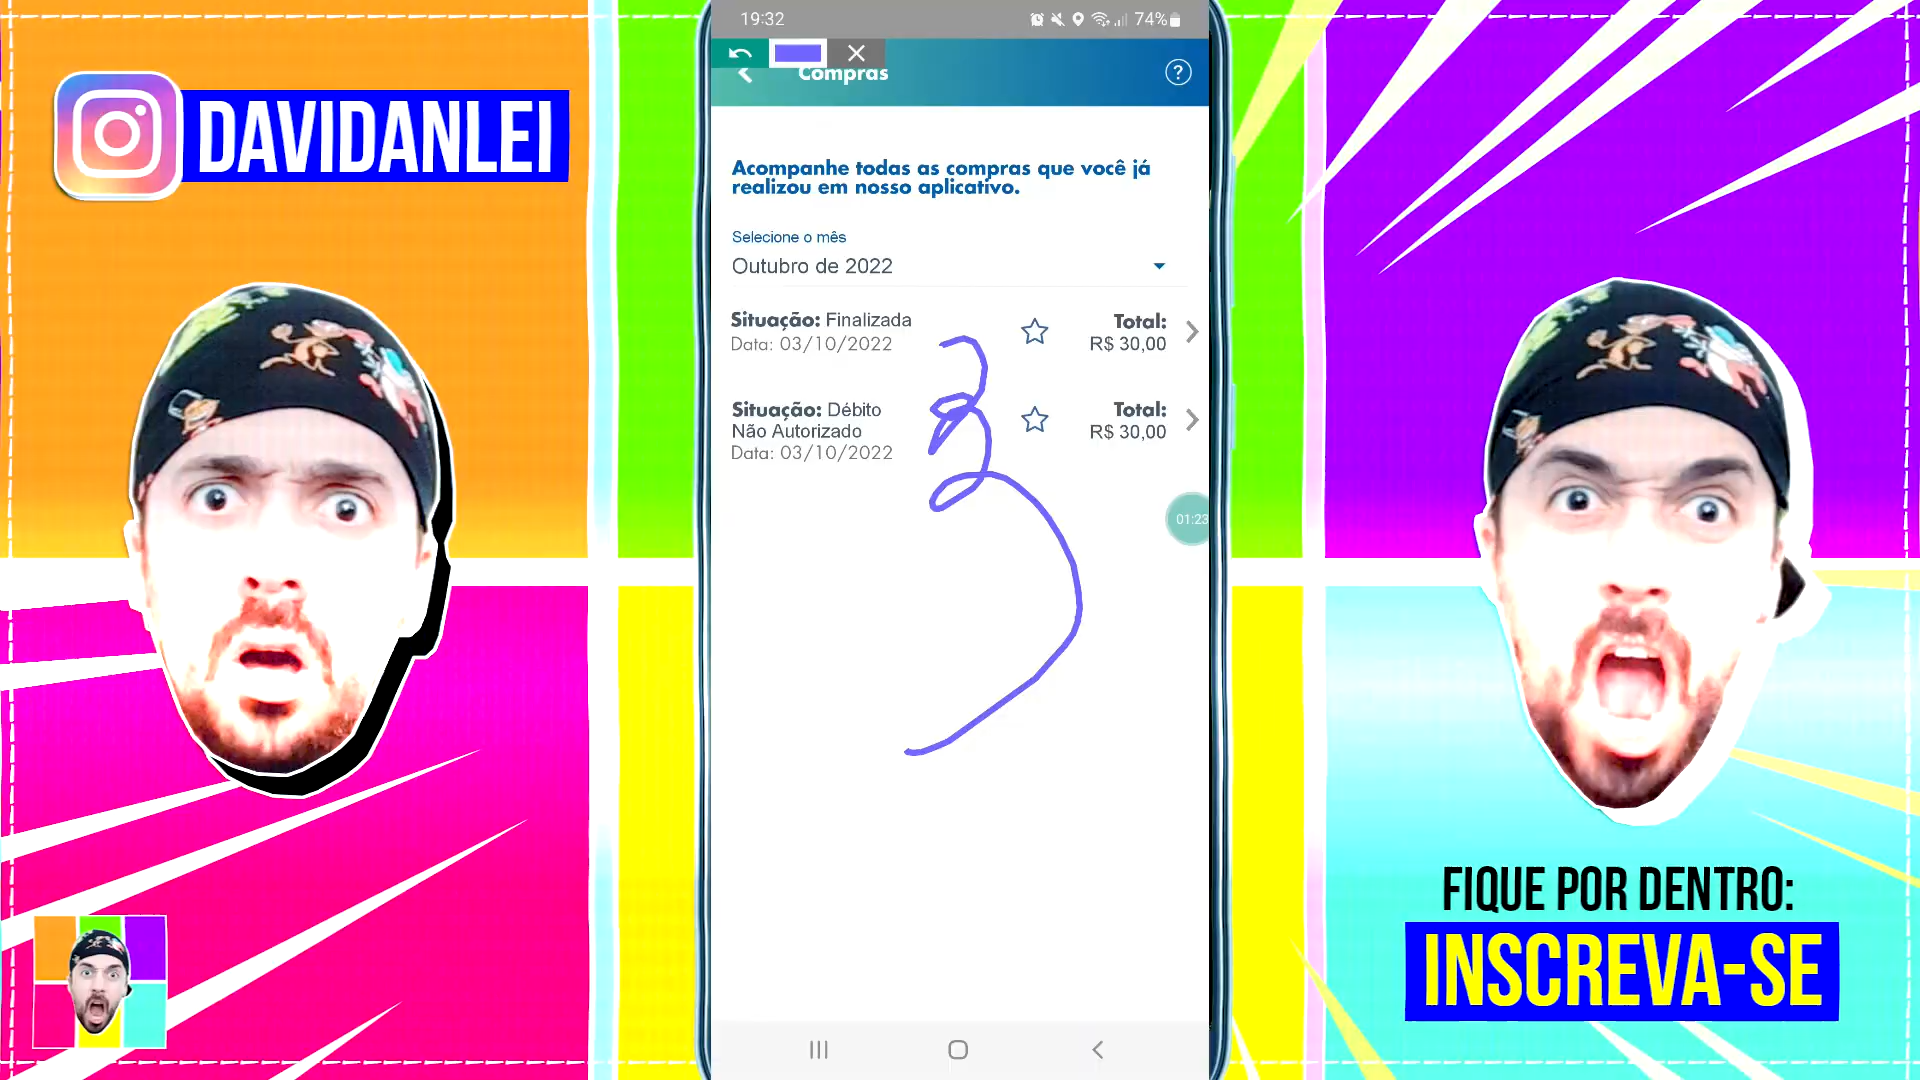 DAVIDANLEI
19:32
74%
Compras
?
Acompanhe todas as compras que você já
realizou em nosso aplicativo.
Selecione o mês
Outubro de 2022
Situação: Finalizada
Data: 03/10/2022
Total:
R$ 30,00
Situação: Débito
Não Autorizado
Data: 03/10/2022
Total:
R$ 30,00
01:23
FIQUE POR DENTRO:
INSCREVA-SE